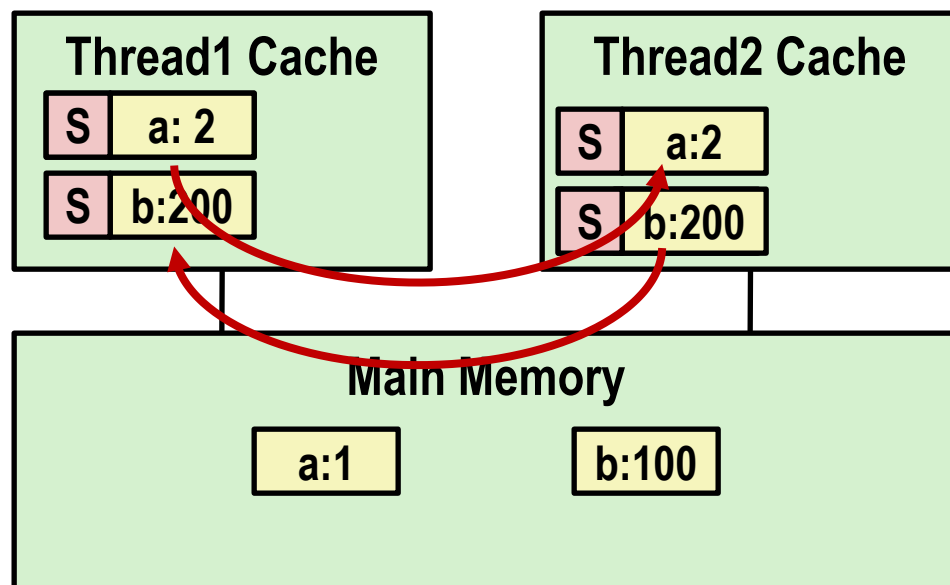 Thread1 Cache
S a: 2
S b:200
Thread2 Cache
S a:2
S b:200
Main Memory
a:1
b:100